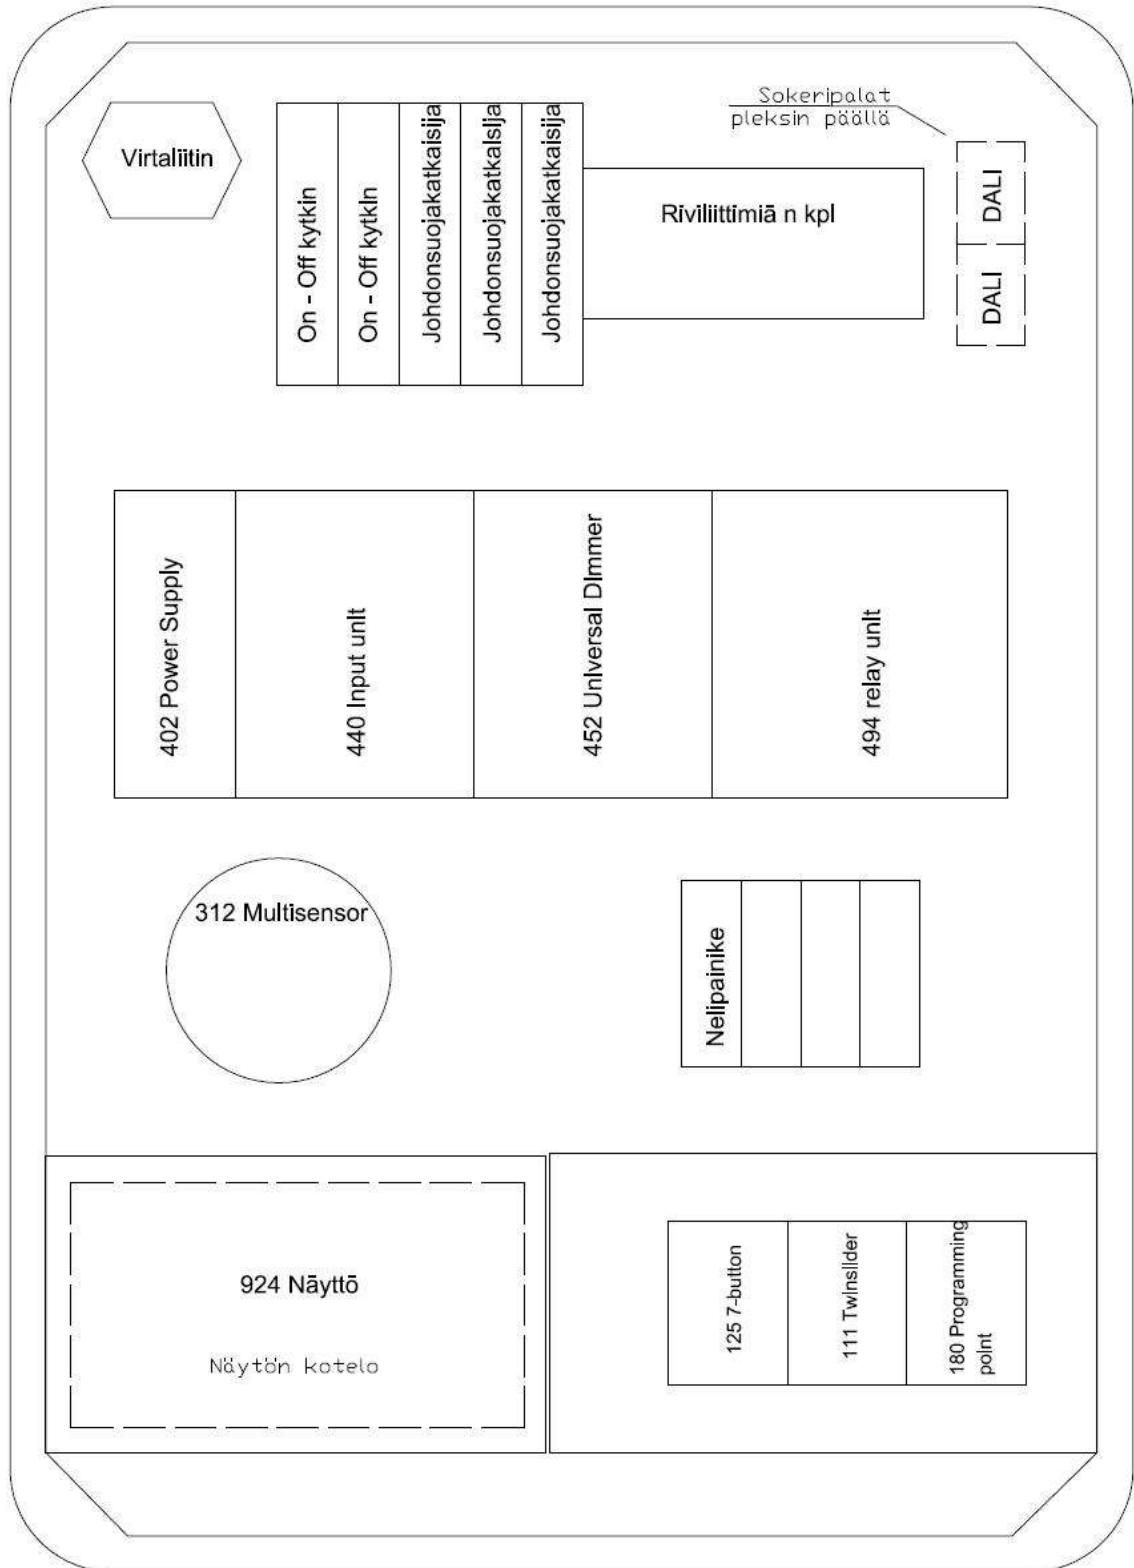 Sokeripalat
pleksin päällä
Virtaliitin
On - Off kytkin
On - Off kytkin
Johdonsuojakatkaisija
Johdonsuojakatkaisija
Johdonsuojakatkaisija
Riviliittimiä n kpl
DALI
DALI
402 Power Supply
440 Input unit
452 Universal Dimmer
494 relay unit
312 Multisensor
Nelipainike
924 Näyttö
Näytön kotelo
125 7-button
111 Twinslider
180 Programming
point